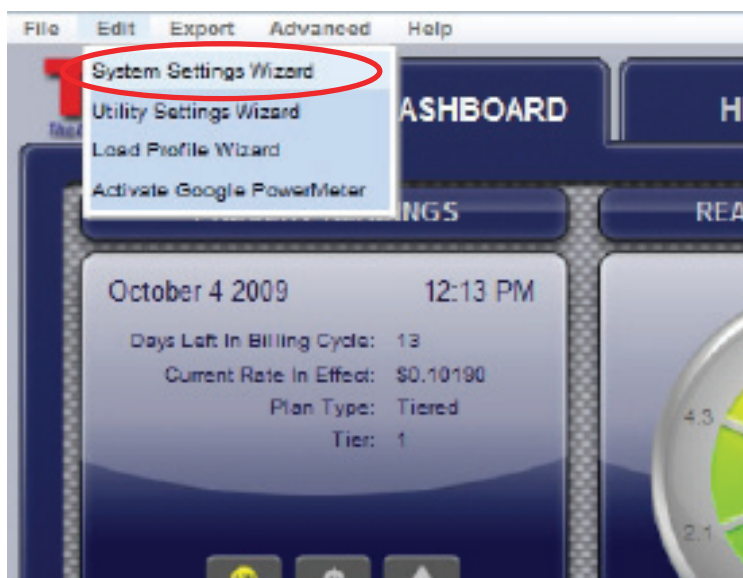 File Edit Export Advanced Help
System Settings Wizard
Utility Settings Wizard
Load Profile Wizard
Activate Google PowerMeter
ASHBOARD
H
NGS
REA
October 4 2009 12:13 PM
Days Left In Billing Cycle: 13
Current Rate In Effect: $0.10190
Plan Type: Tiered
Tier: 1
4.3
2.1